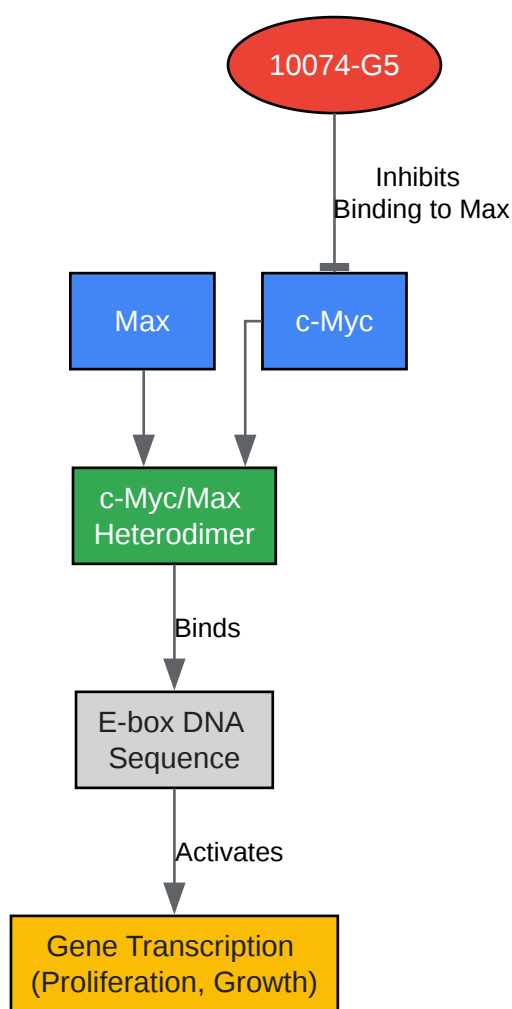 10074-G5
Inhibits
Binding to Max
Max
c-Myc
c-Myc/Max
Heterodimer
Binds
E-box DNA
Sequence
Activates
Gene Transcription
(Proliferation, Growth)